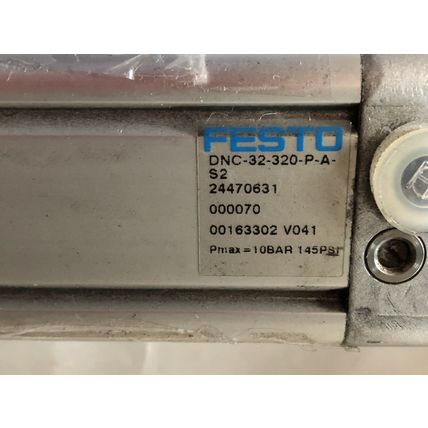 FESTO
DNC-32-320-P-A-
S2
24470631
000070
00163302 V041
Pmax=10BAR 145PSI